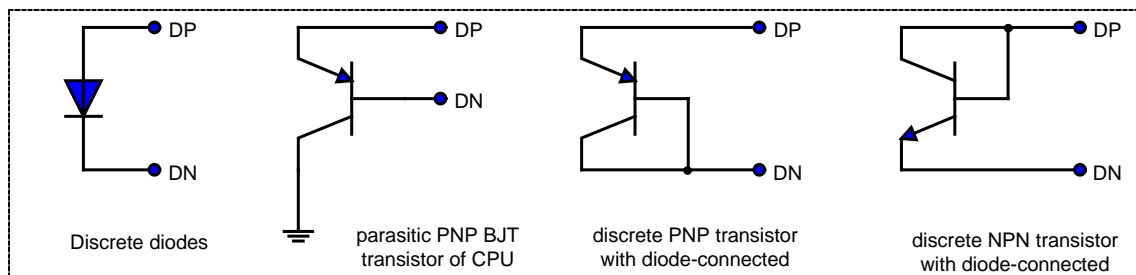 DP
DN
Discrete diodes
DP
DN
parasitic PNP BJT
transistor of CPU
DP
DN
discrete PNP transistor
with diode-connected
DP
DN
discrete NPN transistor
with diode-connected